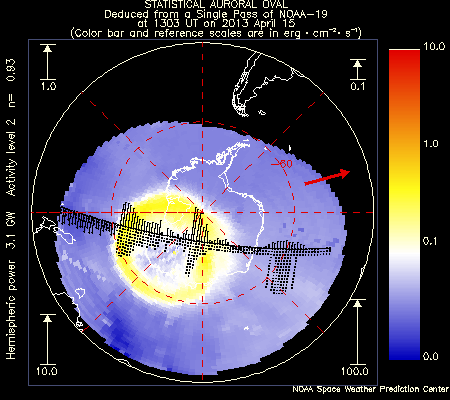 STATISTICAL AURORAL OVAL
Deduced from a Single Pass of NOAA-19
at 1303 UT on 2013 April 15
(Color bar and reference scales are in erg·cm⁻²·s⁻¹)
1.0
0.1
10.0
1.0
0.1
0.0
-60
10.0
100.0
Hemispheric power 3.1 GW Activity level 2 n= 0.93
NOAA Space Weather Prediction Center